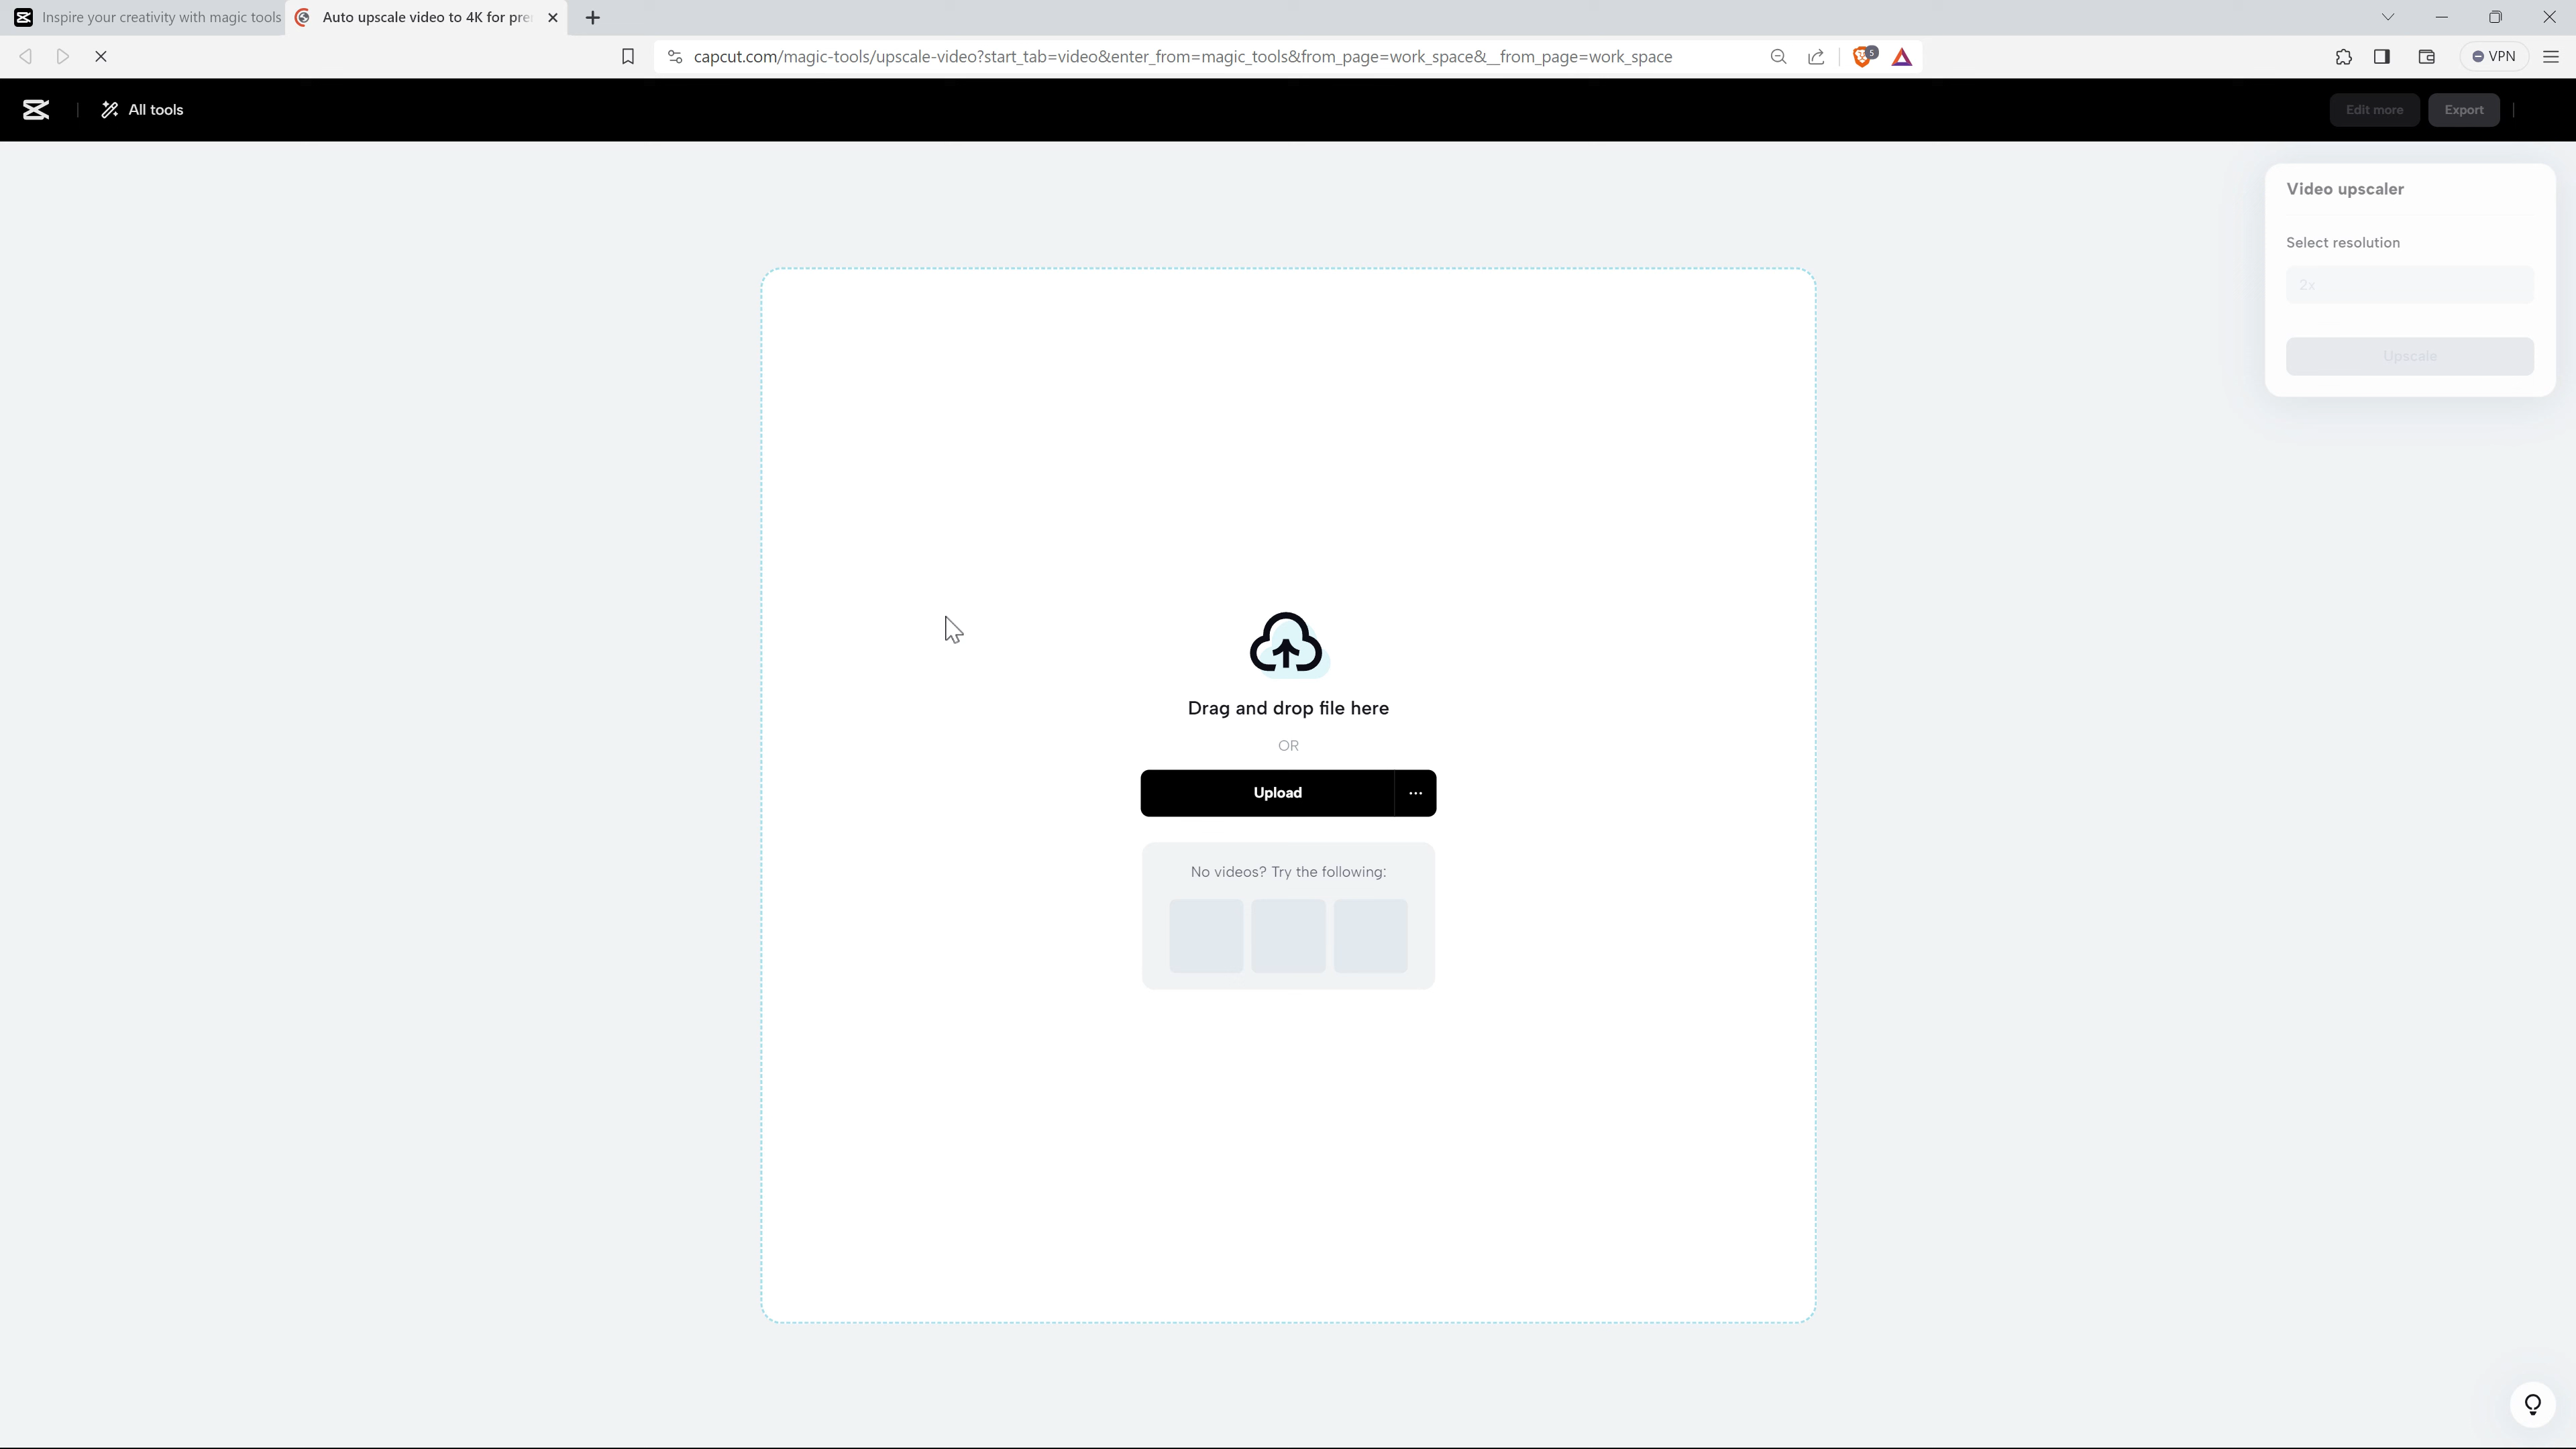 Inspire your creativity with magic tools
Auto upscale video to 4K for pre
capcut.com/magic-tools/upscale-video?start_tab=video&enter_from=magic_tools&from_page=work_space&__from_page=work_space
5
VPN
All tools
Edit more
Export
Video upscaler
Select resolution
2x
Upscale
Drag and drop file here
OR
Upload
No videos? Try the following: